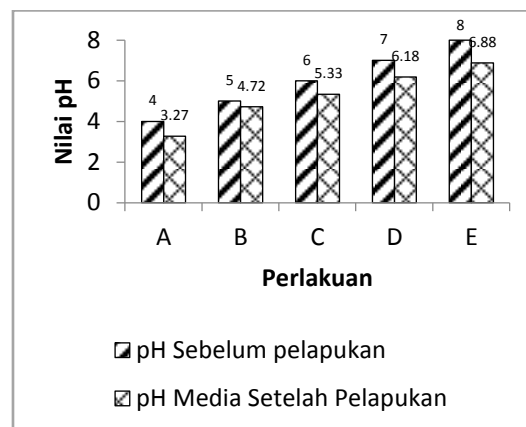 Nilai pH
8
6
4
2
0
4 3.27
5 4.72
6 5.33
7 6.18
8 6.88
A B C D E
Perlakuan
pH Sebelum pelapukan
pH Media Setelah Pelapukan